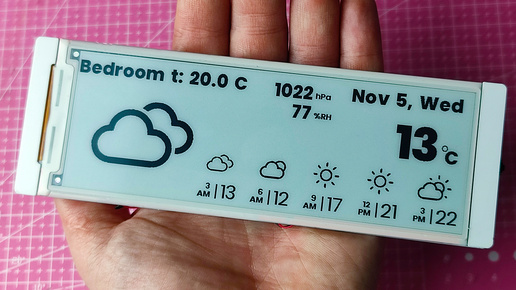 Bedroom t: 20.0 C
1022 hPa
77 %RH
Nov 5, Wed
13°C
3 AM | 13
6 AM | 12
9 AM | 17
12 PM | 21
3 PM | 22